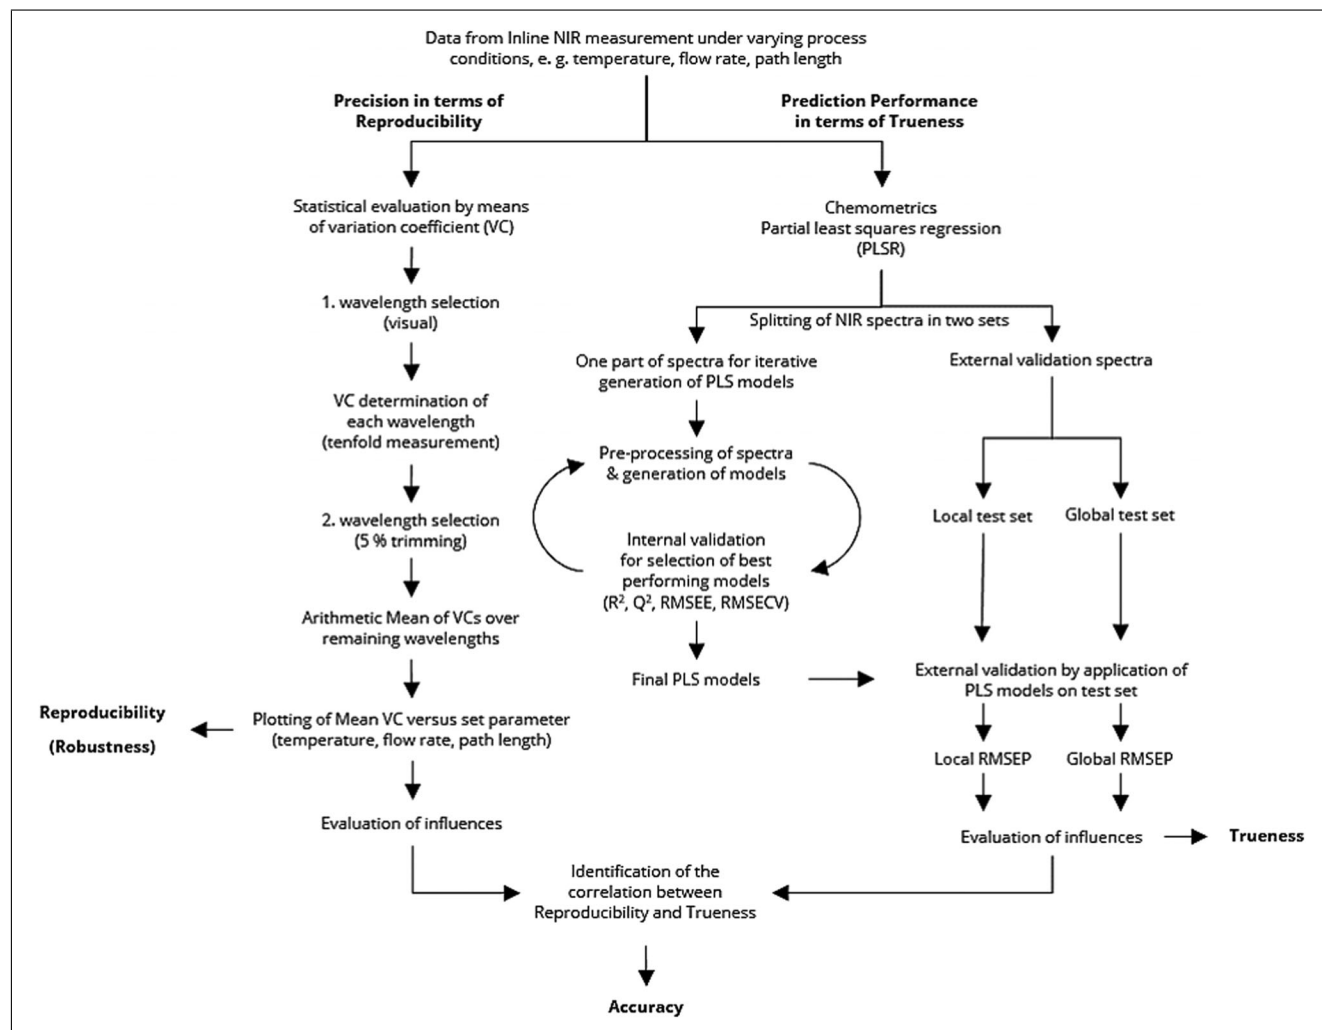 Data from Inline NIR measurement under varying process
conditions, e. g. temperature, flow rate, path length
Precision in terms of
Reproducibility
Prediction Performance
in terms of Trueness
Statistical evaluation by means
of variation coefficient (VC)
1. wavelength selection
(visual)
VC determination of
each wavelength
(tenfold measurement)
2. wavelength selection
(5 % trimming)
Arithmetic Mean of VCs over
remaining wavelengths
Plotting of Mean VC versus set parameter
(temperature, flow rate, path length)
Reproducibility
(Robustness)
Evaluation of influences
Chemometrics
Partial least squares regression
(PLSR)
Splitting of NIR spectra in two sets
One part of spectra for iterative
generation of PLS models
Pre-processing of spectra
& generation of models
Internal validation
for selection of best
performing models
(R², Q², RMSEE, RMSECV)
Final PLS models
External validation spectra
Local test set
Global test set
External validation by application of
PLS models on test set
Local RMSEP
Global RMSEP
Evaluation of influences
Trueness
Identification of the
correlation between
Reproducibility and Trueness
Accuracy